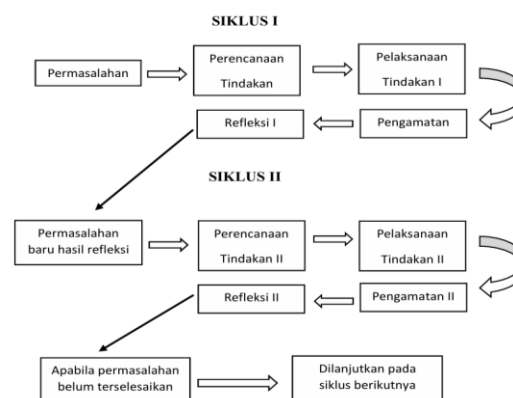 SIKLUS I
Permasalahan
Perencanaan
Tindakan
Pelaksanaan
Tindakan I
Refleksi I
Pengamatan
SIKLUS II
Permasalahan
baru hasil refleksi
Perencanaan
Tindakan II
Pelaksanaan
Tindakan II
Refleksi II
Pengamatan II
Apabila permasalahan
belum terselesaikan
Dilanjutkan pada
siklus berikutnya